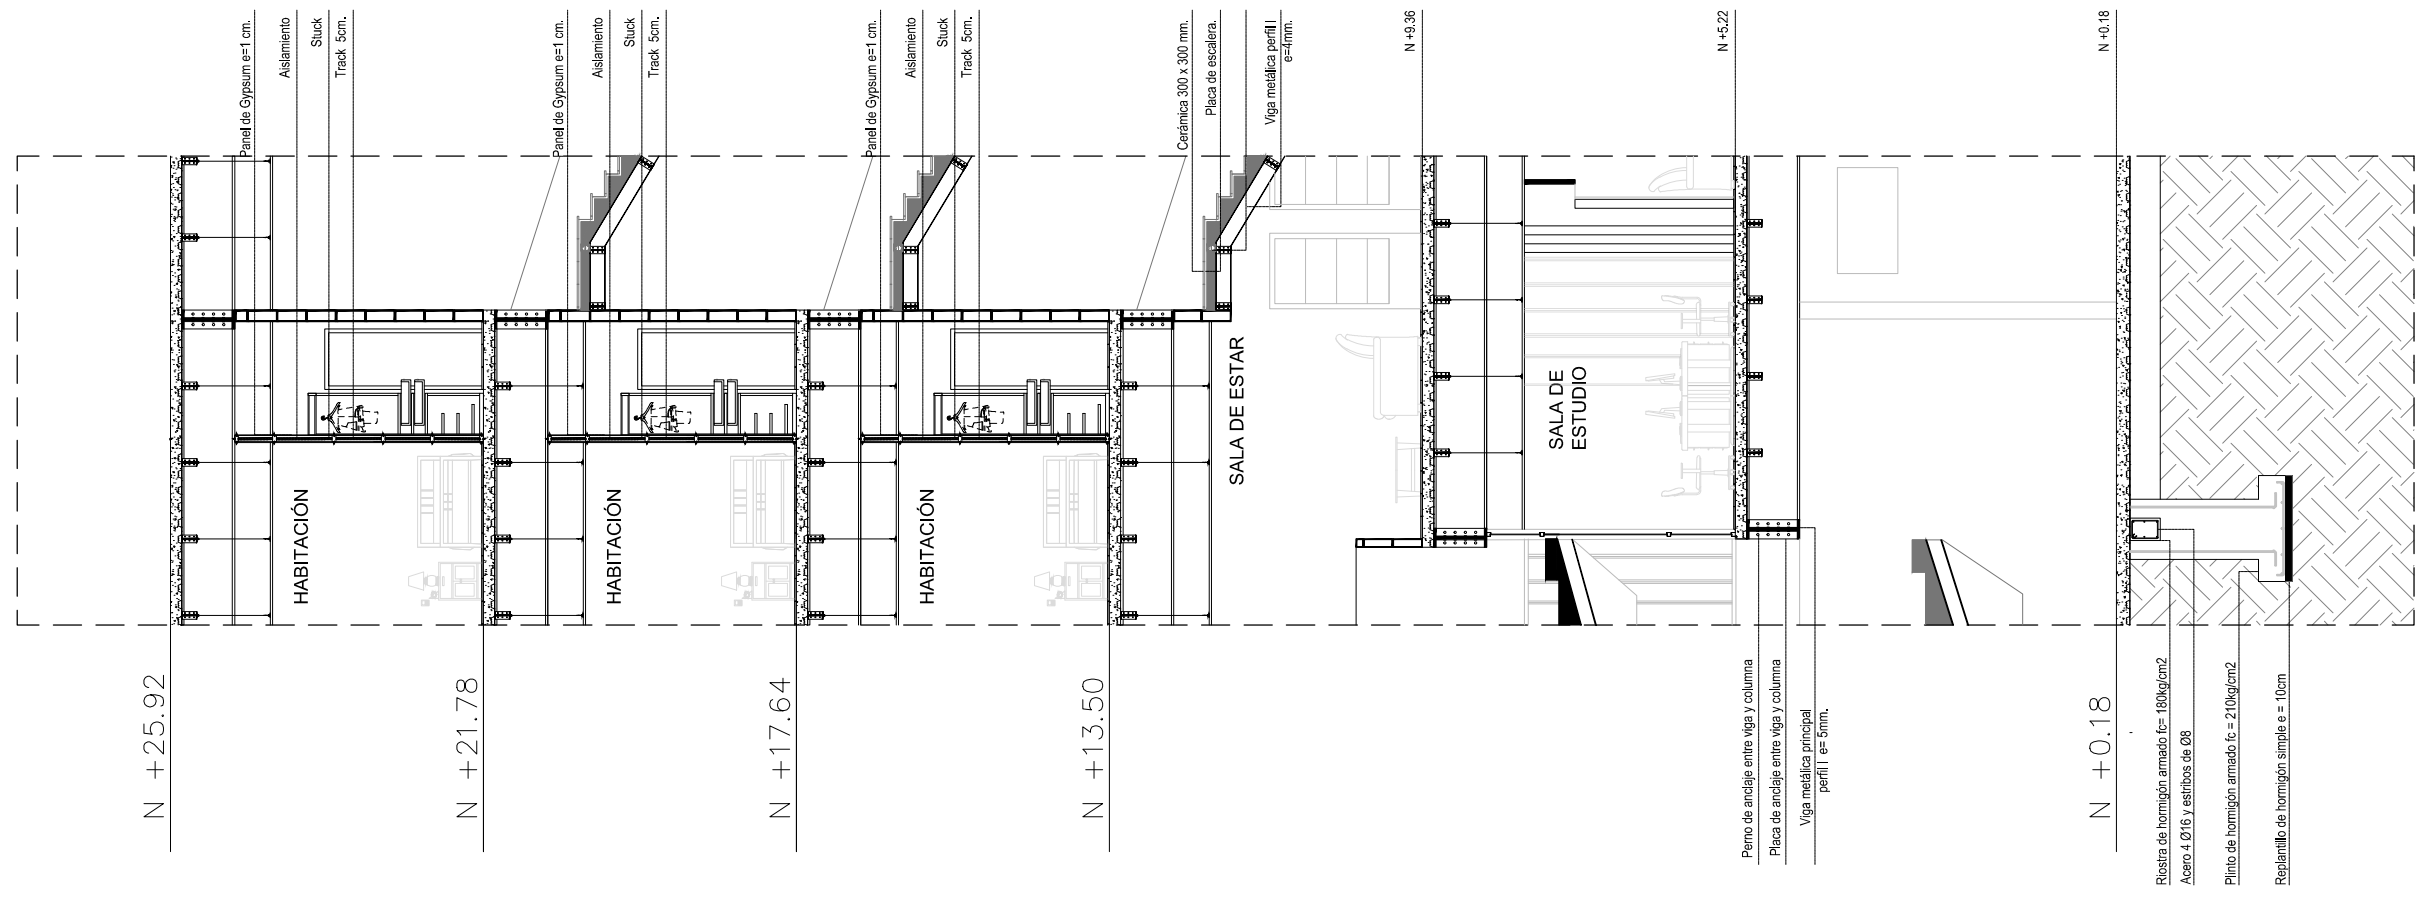 Panel de Gypsum e=1 cm.
Aislamiento
Stuck
Track 5cm.
Panel de Gypsum e=1 cm.
Aislamiento
Stuck
Track 5cm.
Panel de Gypsum e=1 cm.
Aislamiento
Stuck
Track 5cm.
Cerámica 300 x 300 mm.
Placa de escalera.
Viga metálica perfil I
e=4mm.
N +9.36
N +5.22
N +0.18
HABITACIÓN
HABITACIÓN
HABITACIÓN
SALA DE ESTAR
SALA DE
ESTUDIO
N +25.92
N +21.78
N +17.64
N +13.50
Perno de anclaje entre viga y columna
Placa de anclaje entre viga y columna
Viga metálica principal
perfil I e= 5mm.
N +0.18
Riostra de hormigón armado fc= 180kg/cm2
Acero 4 Ø16 y estribos de Ø8
Plinto de hormigón armado fc = 210kg/cm2
Replantillo de hormigón simple e = 10cm